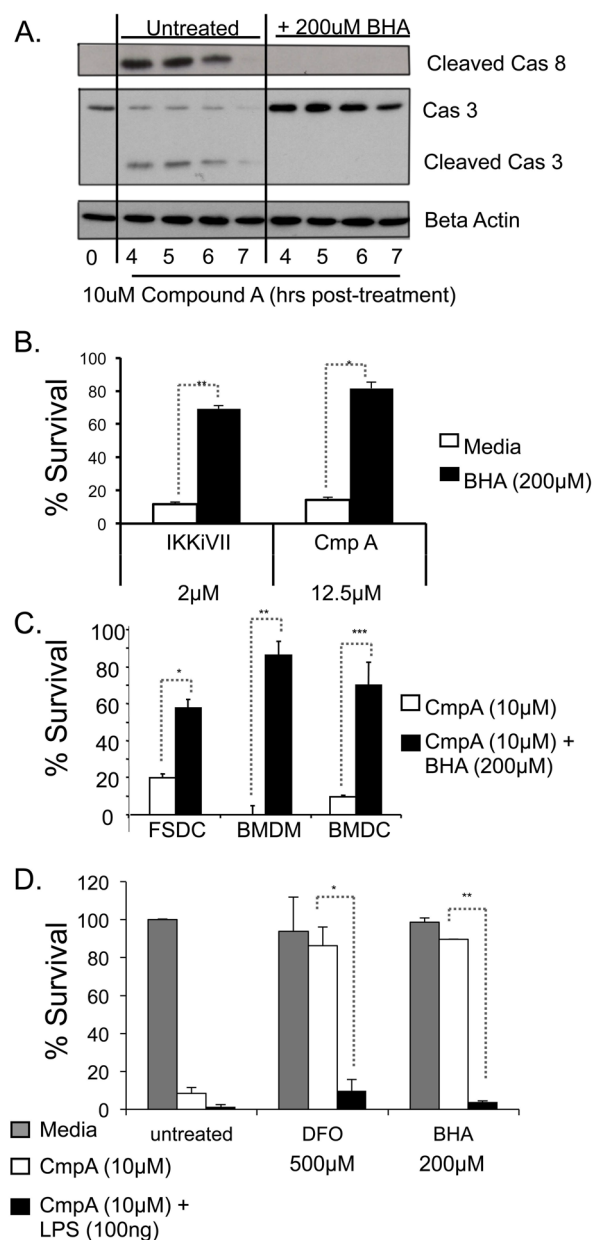 A.
Untreated
+ 200uM BHA
Cleaved Cas 8
Cas 3
Cleaved Cas 3
Beta Actin
0 4 5 6 7 4 5 6 7
10uM Compound A (hrs post-treatment)
B.
% Survival
100
80
60
40
20
0
**
*
Media
BHA (200µM)
IKKiVII
Cmp A
2µM
12.5µM
C.
% Survival
100
80
60
40
20
0
*
**
***
CmpA (10µM)
CmpA (10µM) +
BHA (200µM)
FSDC
BMDM
BMDC
D.
% Survival
120
100
80
60
40
20
0
*
**
untreated
DFO
BHA
500µM
200µM
Media
CmpA (10µM)
CmpA (10µM) +
LPS (100ng)